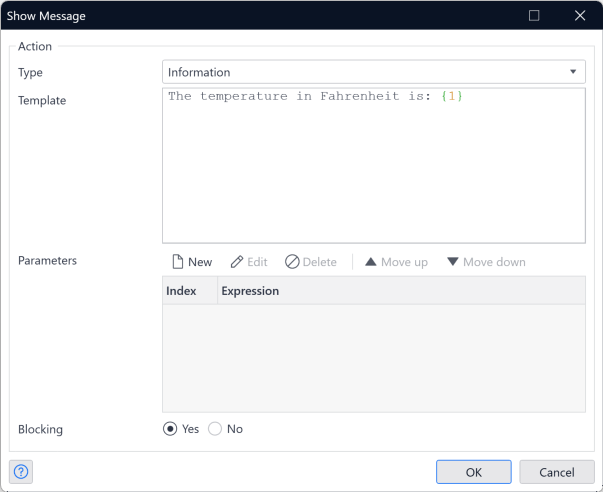 Show Message
Action
Type
Information
Template
The temperature in Fahrenheit is: {1}
Parameters
New Edit Delete Move up Move down
Index Expression
Blocking
Yes No
? OK Cancel